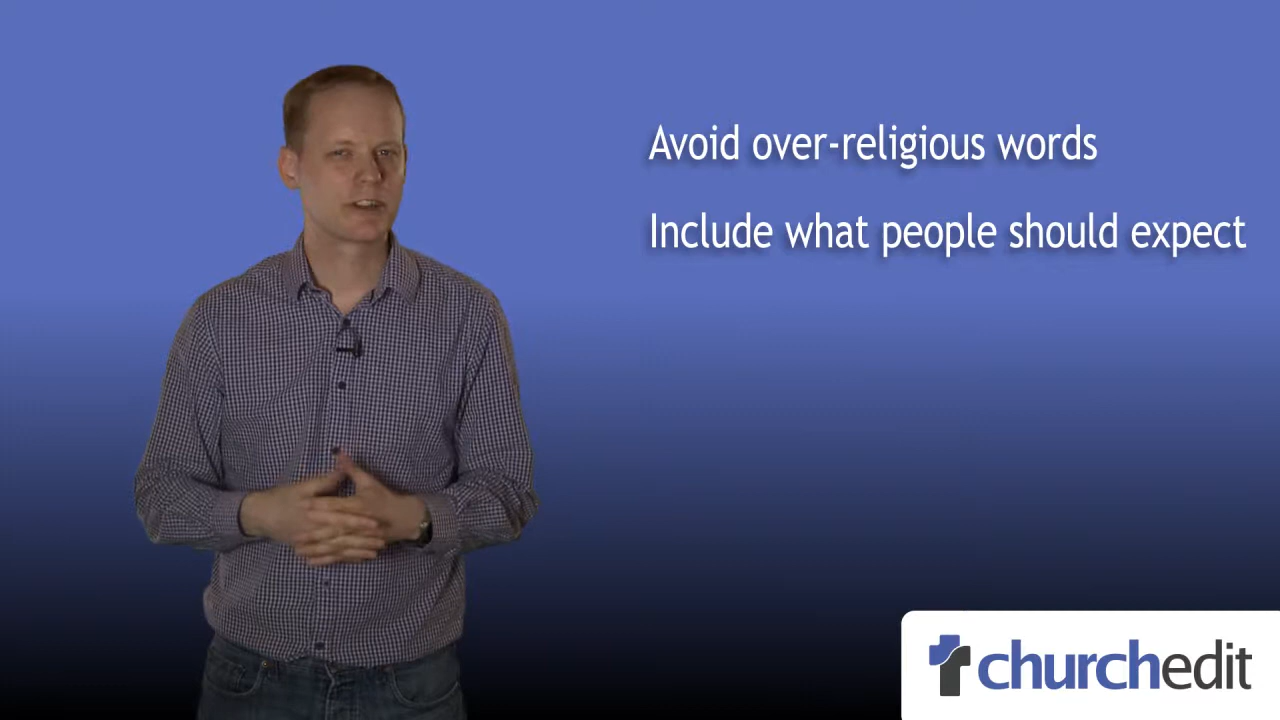 Avoid over-religious words
Include what people should expect
churchedit